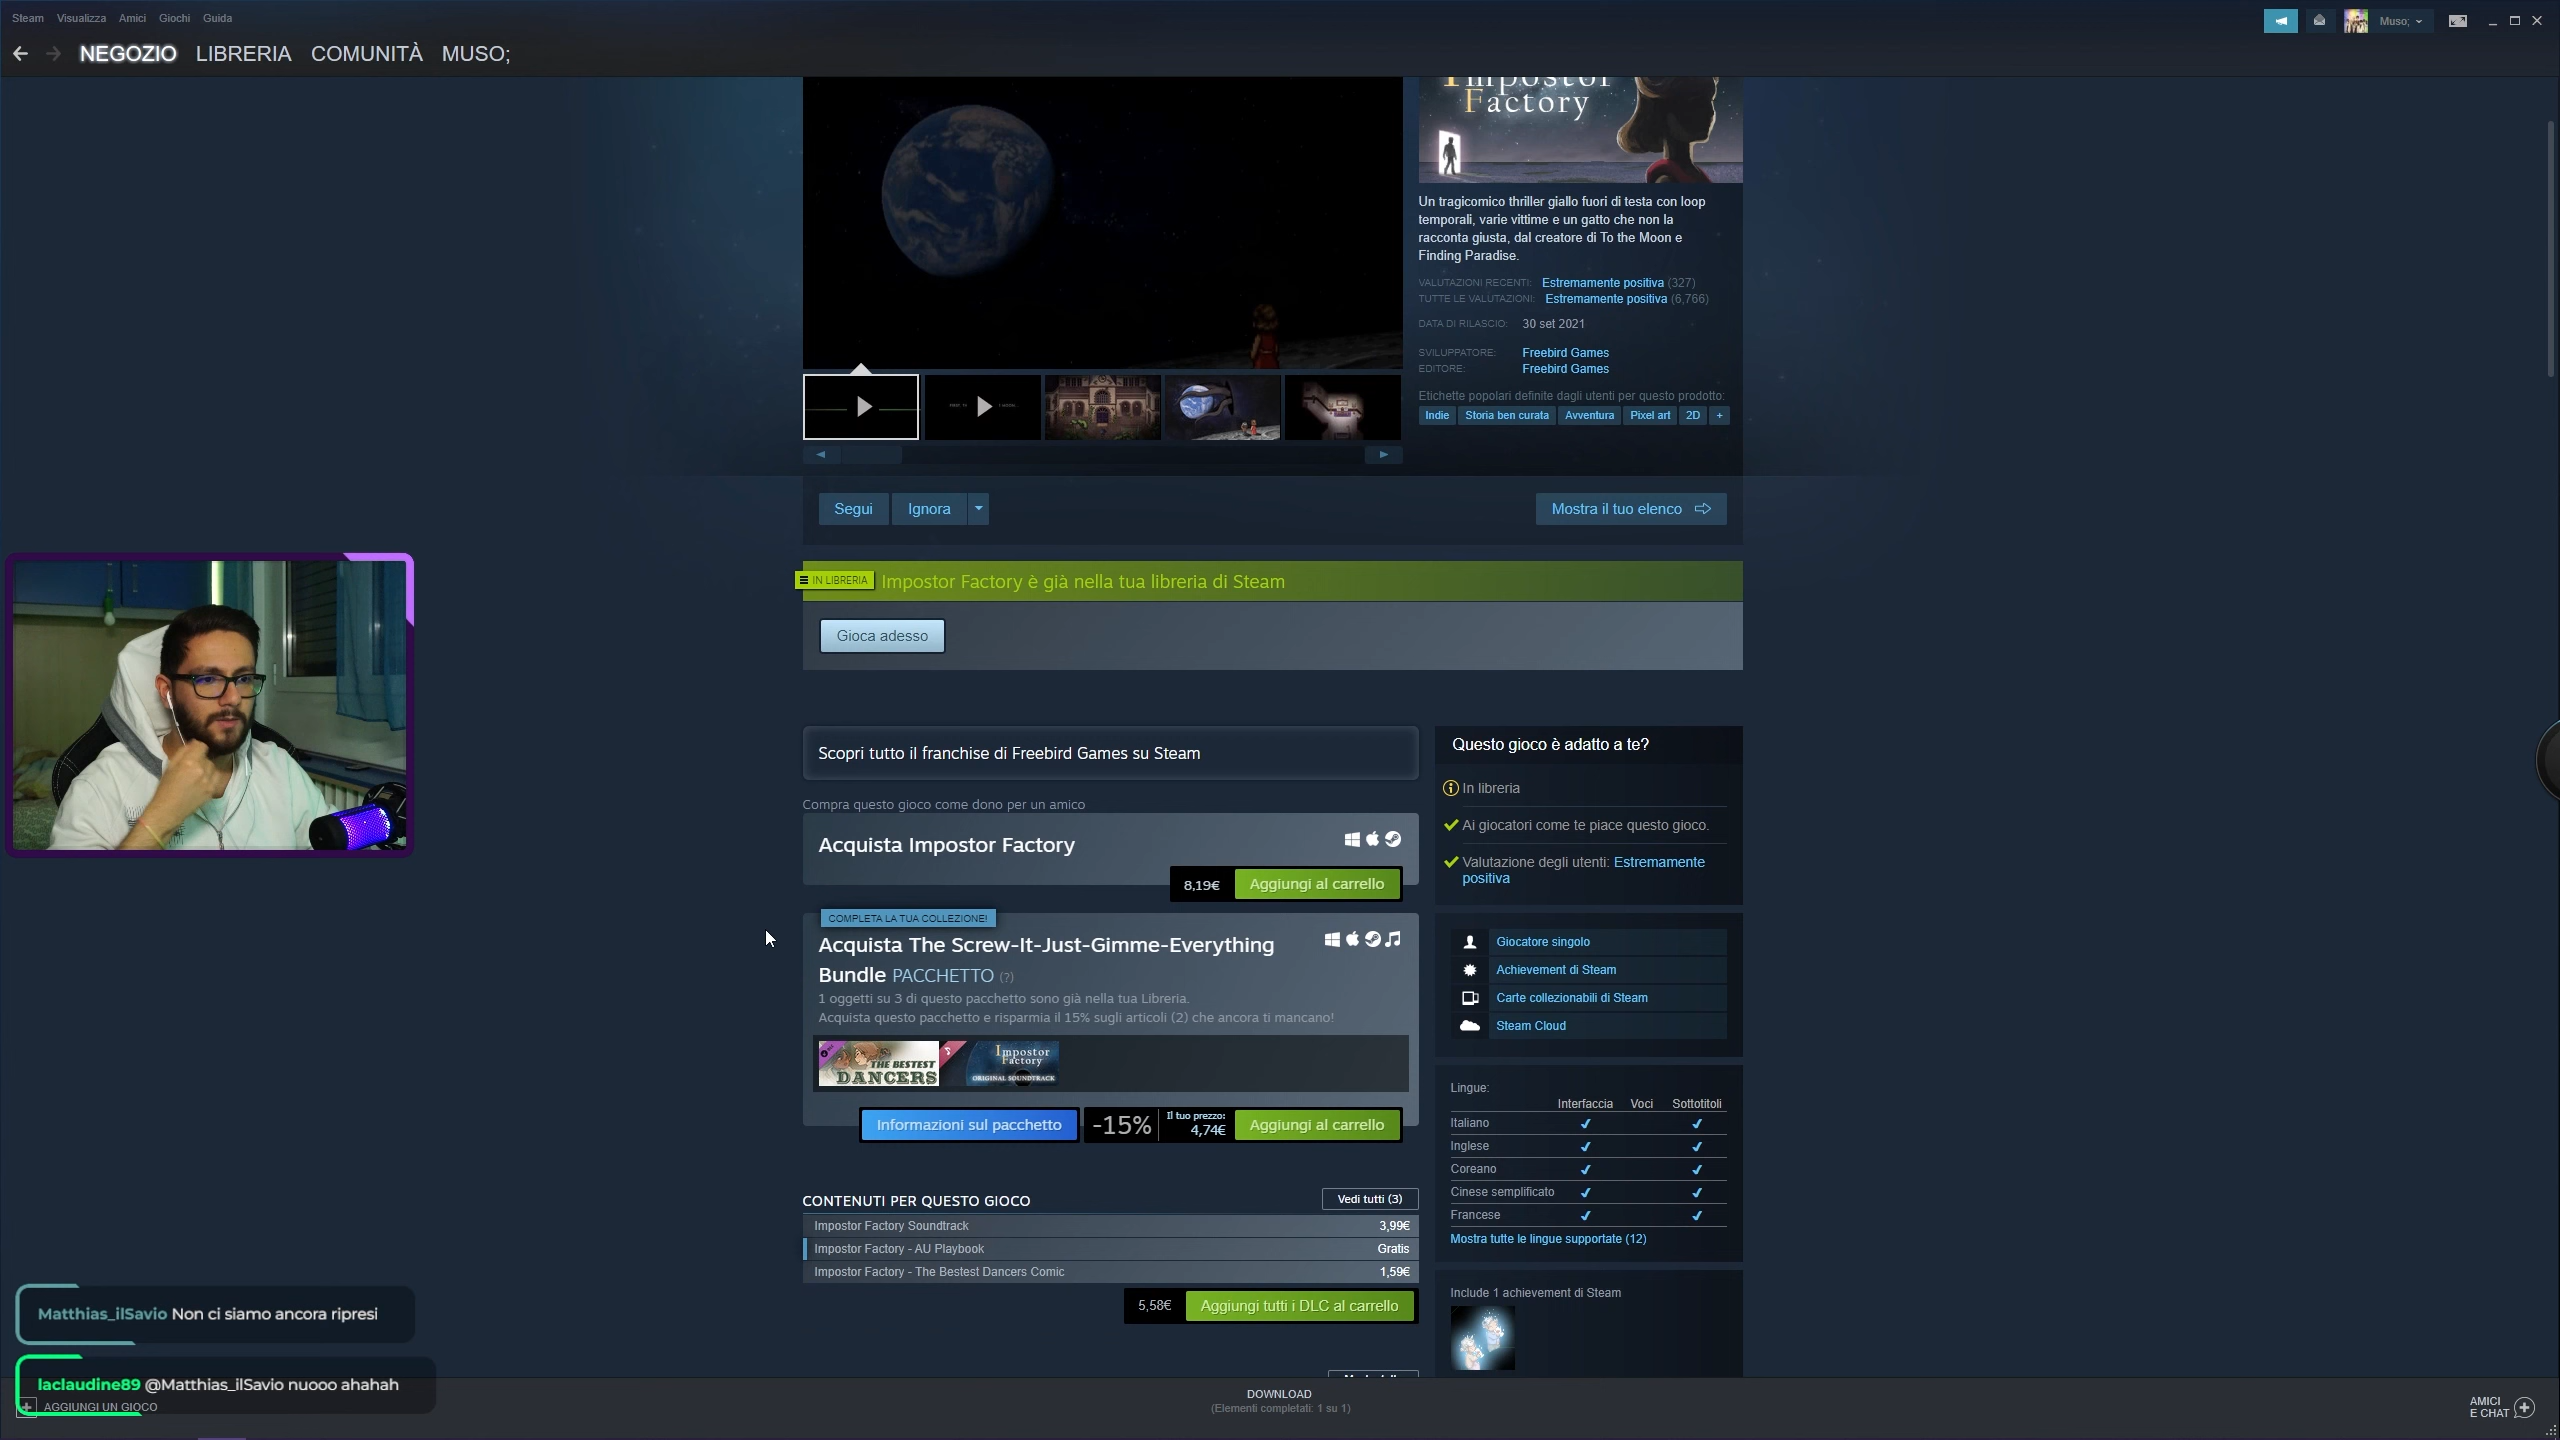 Steam Visualizza Amici Giochi Guida
Muso;
NEGOZIO LIBRERIA COMUNITÀ MUSO;
Impostor
Factory
Un tragicomico thriller giallo fuori di testa con loop
temporali, varie vittime e un gatto che non la
racconta giusta, dal creatore di To the Moon e
Finding Paradise.
VALUTAZIONI RECENTI: Estremamente positiva (327)
TUTTE LE VALUTAZIONI: Estremamente positiva (6,766)
DATA DI RILASCIO: 30 set 2021
SVILUPPATORE: Freebird Games
EDITORE: Freebird Games
Etichette popolari definite dagli utenti per questo prodotto:
Indie Storia ben curata Avventura Pixel art 2D +
Segui Ignora
Mostra il tuo elenco
IN LIBRERIA Impostor Factory è già nella tua libreria di Steam
Gioca adesso
Scopri tutto il franchise di Freebird Games su Steam
Compra questo gioco come dono per un amico
Acquista Impostor Factory
8,19€ Aggiungi al carrello
COMPLETA LA TUA COLLEZIONE!
Acquista The Screw-It-Just-Gimme-Everything
Bundle PACCHETTO (?)
1 oggetti su 3 di questo pacchetto sono già nella tua Libreria.
Acquista questo pacchetto e risparmia il 15% sugli articoli (2) che ancora ti mancano!
THE BESTEST
DANCERS
Impostor
Factory
ORIGINAL SOUNDTRACK
Informazioni sul pacchetto -15% Il tuo prezzo:
4,74€ Aggiungi al carrello
CONTENUTI PER QUESTO GIOCO Vedi tutti (3)
Impostor Factory Soundtrack 3,99€
Impostor Factory - AU Playbook Gratis
Impostor Factory - The Bestest Dancers Comic 1,59€
5,58€ Aggiungi tutti i DLC al carrello
Questo gioco è adatto a te?
In libreria
Ai giocatori come te piace questo gioco.
Valutazione degli utenti: Estremamente
positiva
Giocatore singolo
Achievement di Steam
Carte collezionabili di Steam
Steam Cloud
Lingue:
Interfaccia Voci Sottotitoli
Italiano ✔ ✔
Inglese ✔ ✔
Coreano ✔ ✔
Cinese semplificato ✔ ✔
Francese ✔ ✔
Mostra tutte le lingue supportate (12)
Include 1 achievement di Steam
Matthias_ilSavio Non ci siamo ancora ripresi
laclaudine89 @Matthias_ilSavio nuooo ahahah
AGGIUNGI UN GIOCO
DOWNLOAD
(Elementi completati: 1 su 1)
AMICI
E CHAT